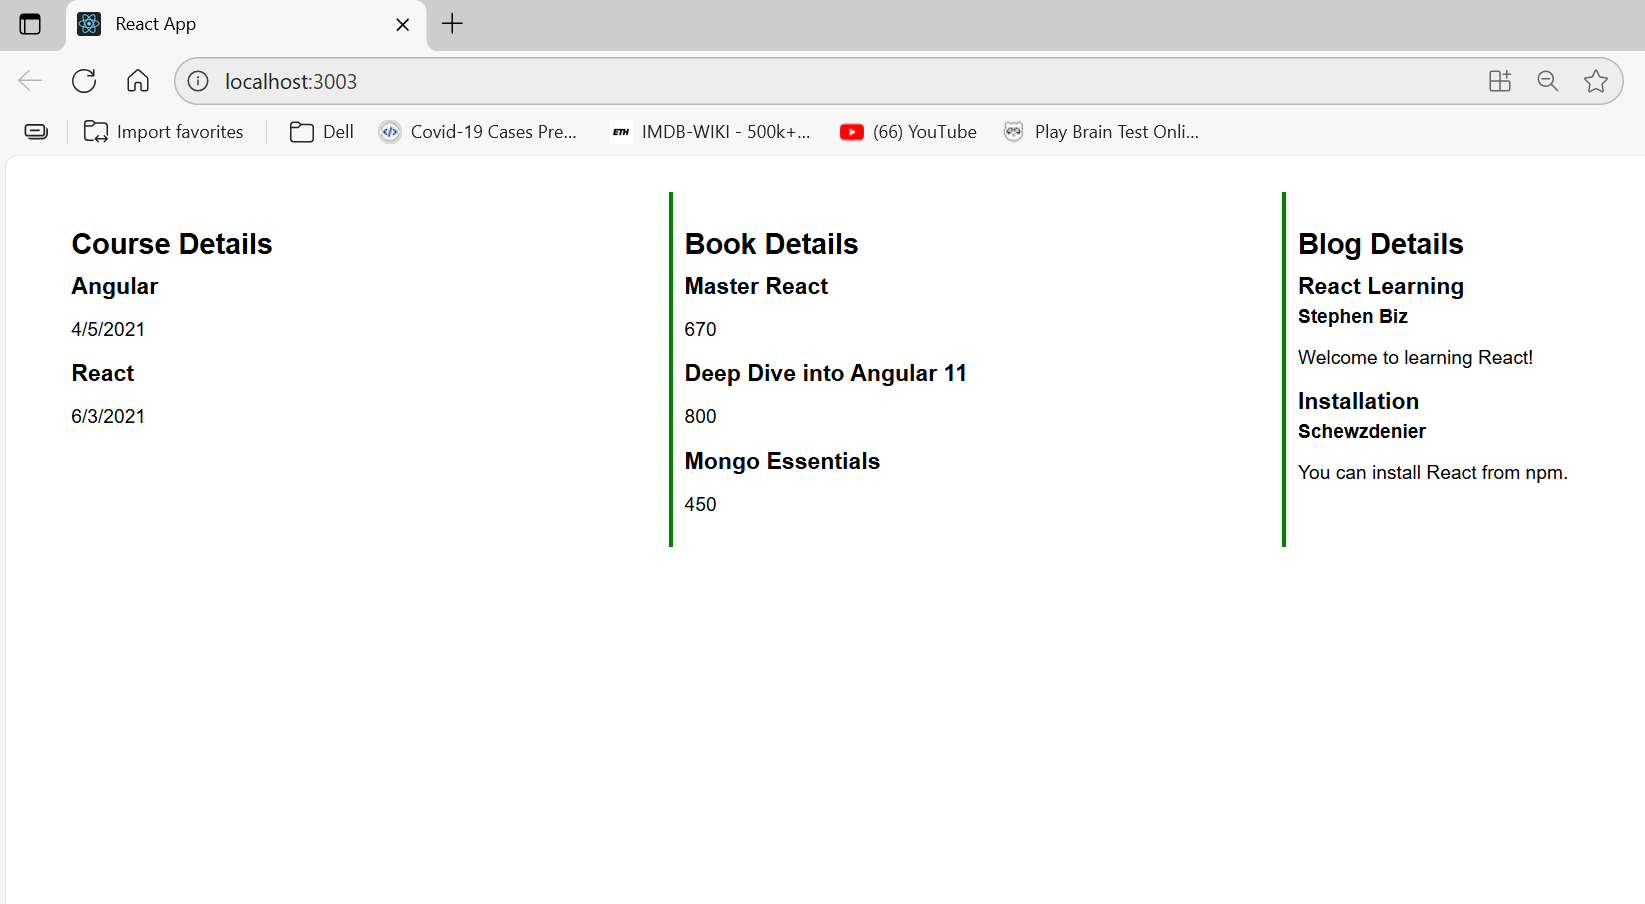 React App
localhost:3003
Import favorites
Dell
Covid-19 Cases Pre...
ETH
IMDB-WIKI - 500k+...
(66) YouTube
Play Brain Test Onli...
Course Details
Angular
4/5/2021
React
6/3/2021
Book Details
Master React
670
Deep Dive into Angular 11
800
Mongo Essentials
450
Blog Details
React Learning
Stephen Biz
Welcome to learning React!
Installation
Schewzdenier
You can install React from npm.